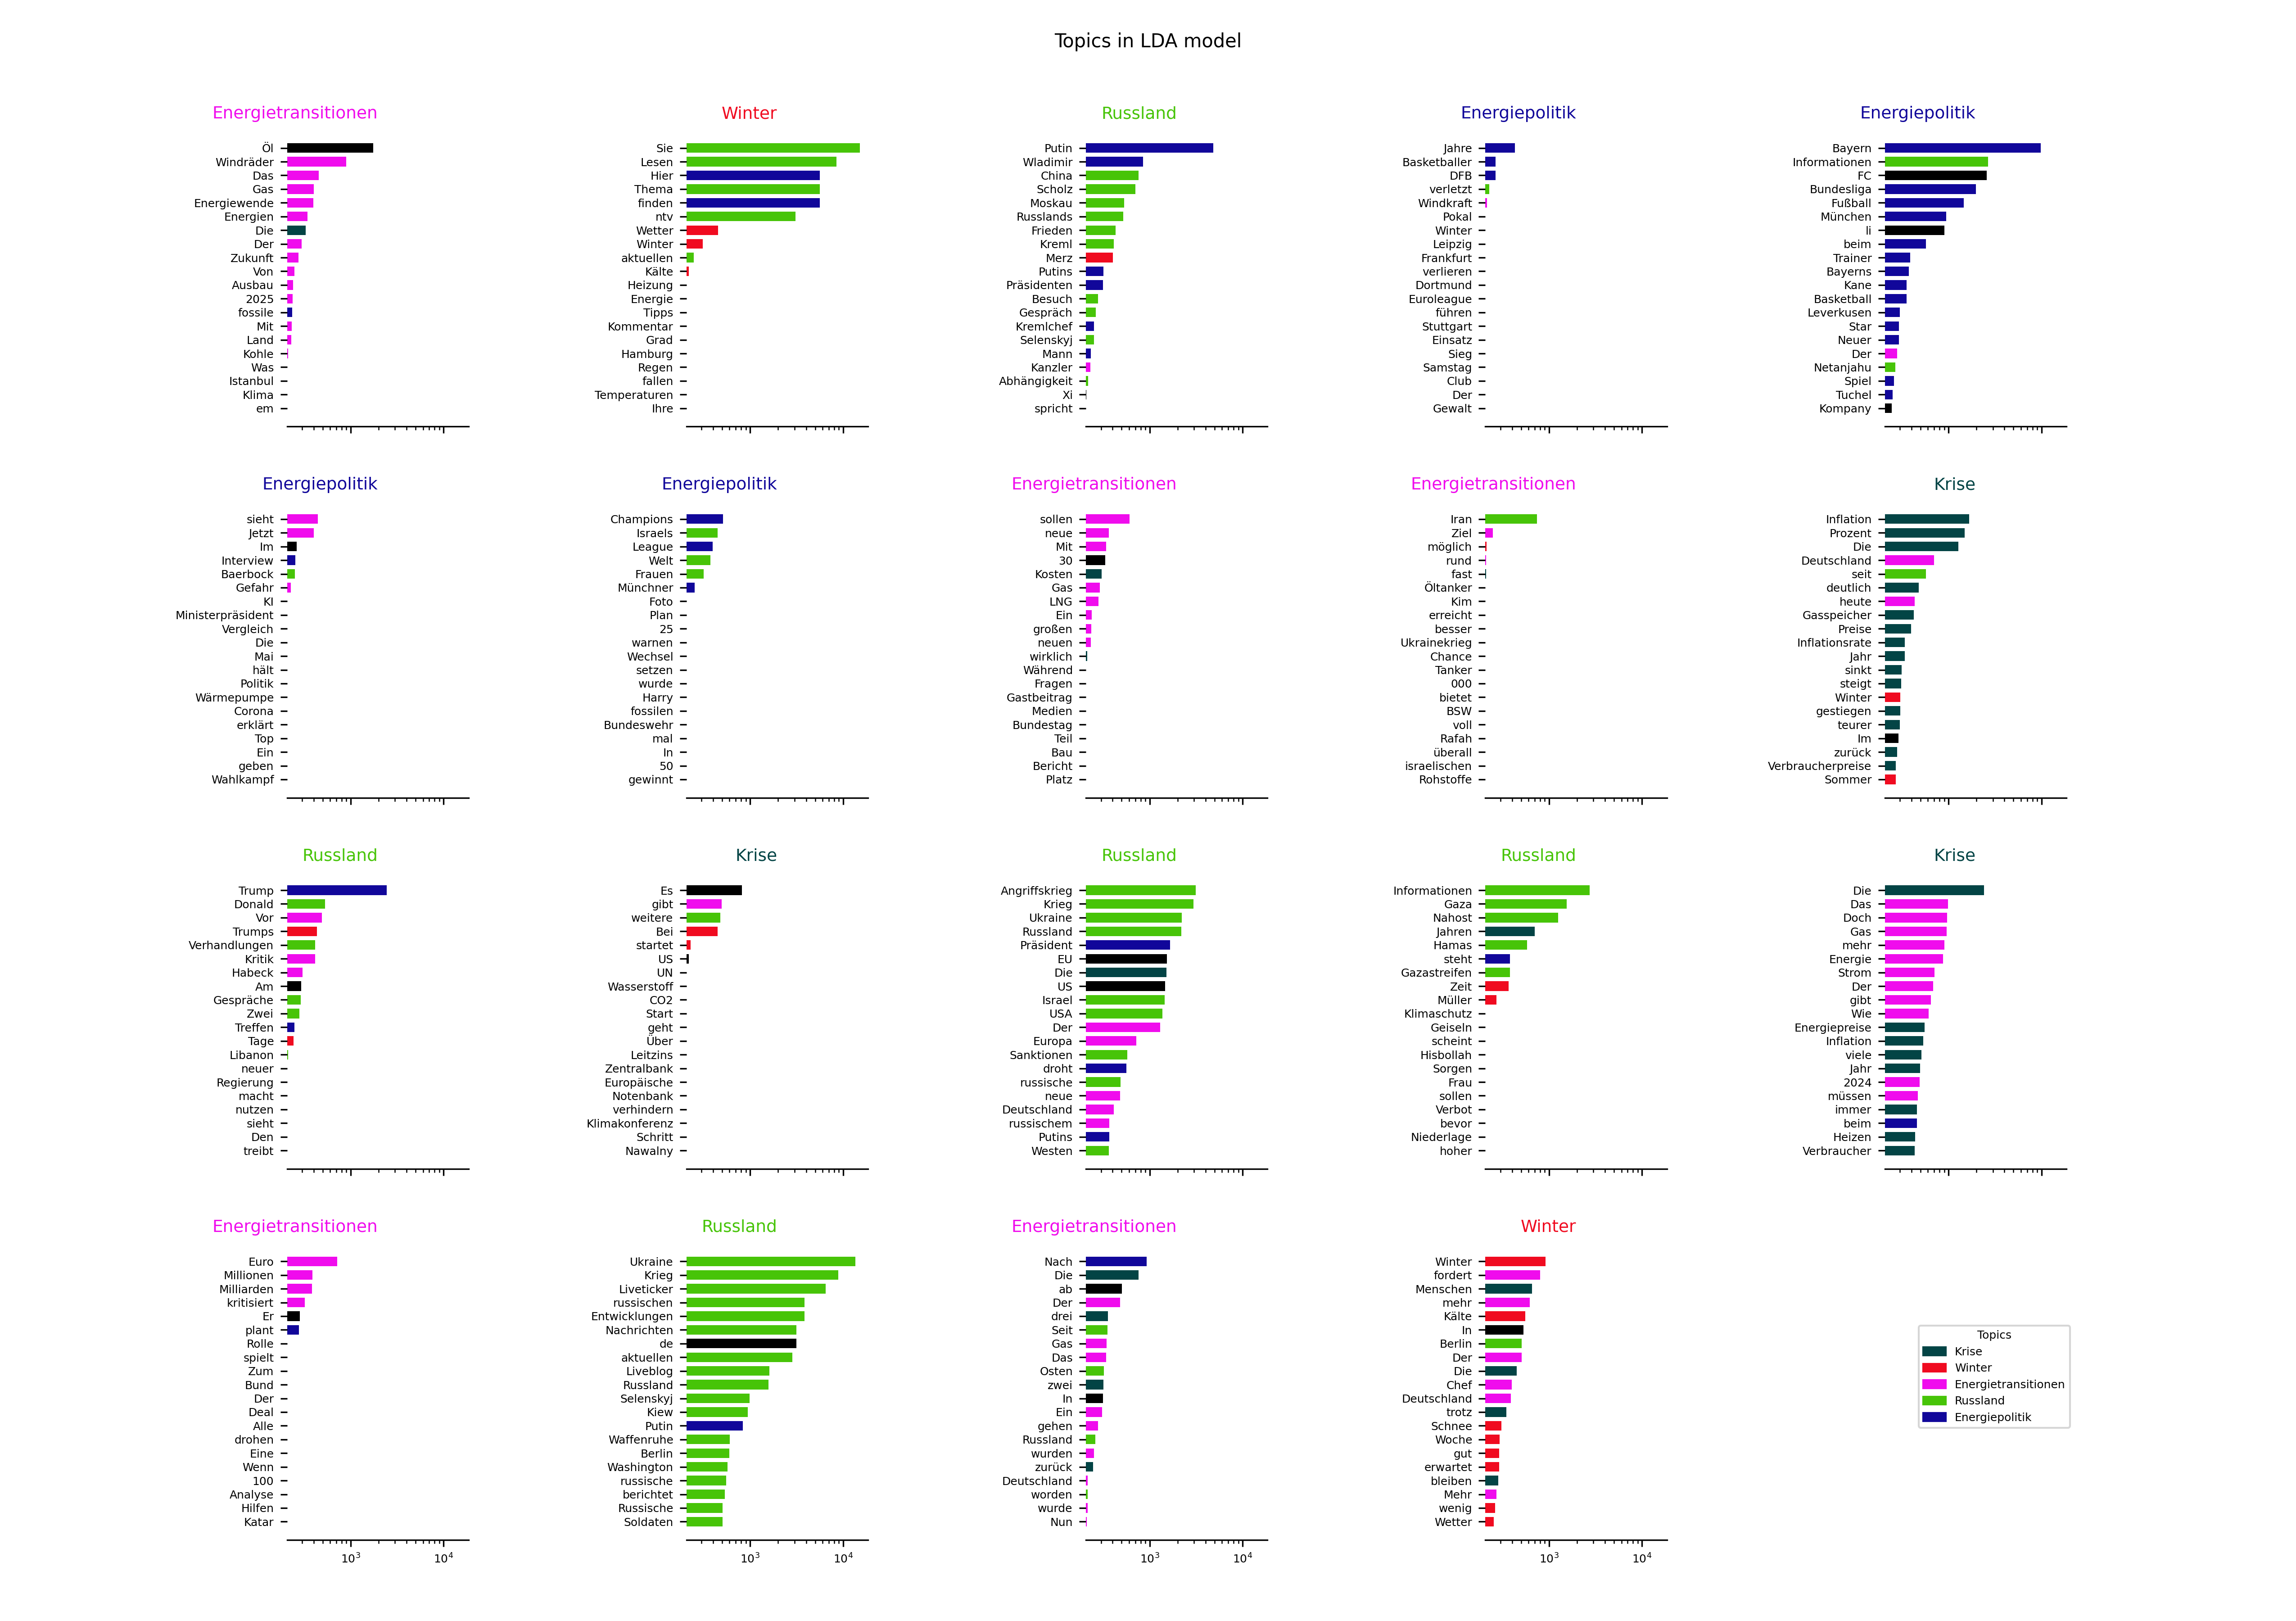 Topics in LDA model
Energietransitionen
Öl
Windräder
Das
Gas
Energiewende
Energien
Die
Der
Zukunft
Von
Ausbau
2025
fossile
Mit
Land
Kohle
Was
Istanbul
Klima
em
Winter
Sie
Lesen
Hier
Thema
finden
ntv
Wetter
Winter
aktuellen
Kälte
Heizung
Energie
Tipps
Kommentar
Grad
Hamburg
Regen
fallen
Temperaturen
Ihre
Russland
Putin
Wladimir
China
Scholz
Moskau
Russlands
Frieden
Kreml
Merz
Putins
Präsidenten
Besuch
Gespräch
Kremlchef
Selenskyj
Mann
Kanzler
Abhängigkeit
Xi
spricht
Energiepolitik
Jahre
Basketballer
DFB
verletzt
Windkraft
Pokal
Winter
Leipzig
Frankfurt
verlieren
Dortmund
Euroleague
führen
Stuttgart
Einsatz
Sieg
Samstag
Club
Der
Gewalt
Energiepolitik
Bayern
Informationen
FC
Bundesliga
Fußball
München
li
beim
Trainer
Bayerns
Kane
Basketball
Leverkusen
Star
Neuer
Der
Netanjahu
Spiel
Tuchel
Kompany
Energiepolitik
sieht
Jetzt
Im
Interview
Baerbock
Gefahr
KI
Ministerpräsident
Vergleich
Die
Mai
hält
Politik
Wärmepumpe
Corona
erklärt
Top
Ein
geben
Wahlkampf
Energiepolitik
Champions
Israels
League
Welt
Frauen
Münchner
Foto
Plan
25
warnen
Wechsel
setzen
wurde
Harry
fossilen
Bundeswehr
mal
In
50
gewinnt
Energietransitionen
sollen
neue
Mit
30
Kosten
Gas
LNG
Ein
großen
neuen
wirklich
Während
Fragen
Gastbeitrag
Medien
Bundestag
Teil
Bau
Bericht
Platz
Energietransitionen
Iran
Ziel
möglich
rund
fast
Öltanker
Kim
erreicht
besser
Ukrainekrieg
Chance
Tanker
000
bietet
BSW
voll
Rafah
überall
israelischen
Rohstoffe
Krise
Inflation
Prozent
Die
Deutschland
seit
deutlich
heute
Gasspeicher
Preise
Inflationsrate
Jahr
sinkt
steigt
Winter
gestiegen
teurer
Im
zurück
Verbraucherpreise
Sommer
Russland
Trump
Donald
Vor
Trumps
Verhandlungen
Kritik
Habeck
Am
Gespräche
Zwei
Treffen
Tage
Libanon
neuer
Regierung
macht
nutzen
sieht
Den
treibt
Krise
Es
gibt
weitere
Bei
startet
US
UN
Wasserstoff
CO2
Start
geht
Über
Leitzins
Zentralbank
Europäische
Notenbank
verhindern
Klimakonferenz
Schritt
Nawalny
Russland
Angriffskrieg
Krieg
Ukraine
Russland
Präsident
EU
Die
US
Israel
USA
Der
Europa
Sanktionen
droht
russische
neue
Deutschland
russischem
Putins
Westen
Russland
Informationen
Gaza
Nahost
Jahren
Hamas
steht
Gazastreifen
Zeit
Müller
Klimaschutz
Geiseln
scheint
Hisbollah
Sorgen
Frau
sollen
Verbot
bevor
Niederlage
hoher
Krise
Die
Das
Doch
Gas
mehr
Energie
Strom
Der
gibt
Wie
Energiepreise
Inflation
viele
Jahr
2024
müssen
immer
beim
Heizen
Verbraucher
Energietransitionen
Euro
Millionen
Milliarden
kritisiert
Er
plant
Rolle
spielt
Zum
Bund
Der
Deal
Alle
drohen
Eine
Wenn
100
Analyse
Hilfen
Katar
10³ 10⁴
Russland
Ukraine
Krieg
Liveticker
russischen
Entwicklungen
Nachrichten
de
aktuellen
Liveblog
Russland
Selenskyj
Kiew
Putin
Waffenruhe
Berlin
Washington
russische
berichtet
Russische
Soldaten
10³ 10⁴
Energietransitionen
Nach
Die
ab
Der
drei
Seit
Gas
Das
Osten
zwei
In
Ein
gehen
Russland
wurden
zurück
Deutschland
worden
wurde
Nun
10³ 10⁴
Winter
Winter
fordert
Menschen
mehr
Kälte
In
Berlin
Der
Die
Chef
Deutschland
trotz
Schnee
Woche
gut
erwartet
bleiben
Mehr
wenig
Wetter
10³ 10⁴
Topics
Krise
Winter
Energietransitionen
Russland
Energiepolitik